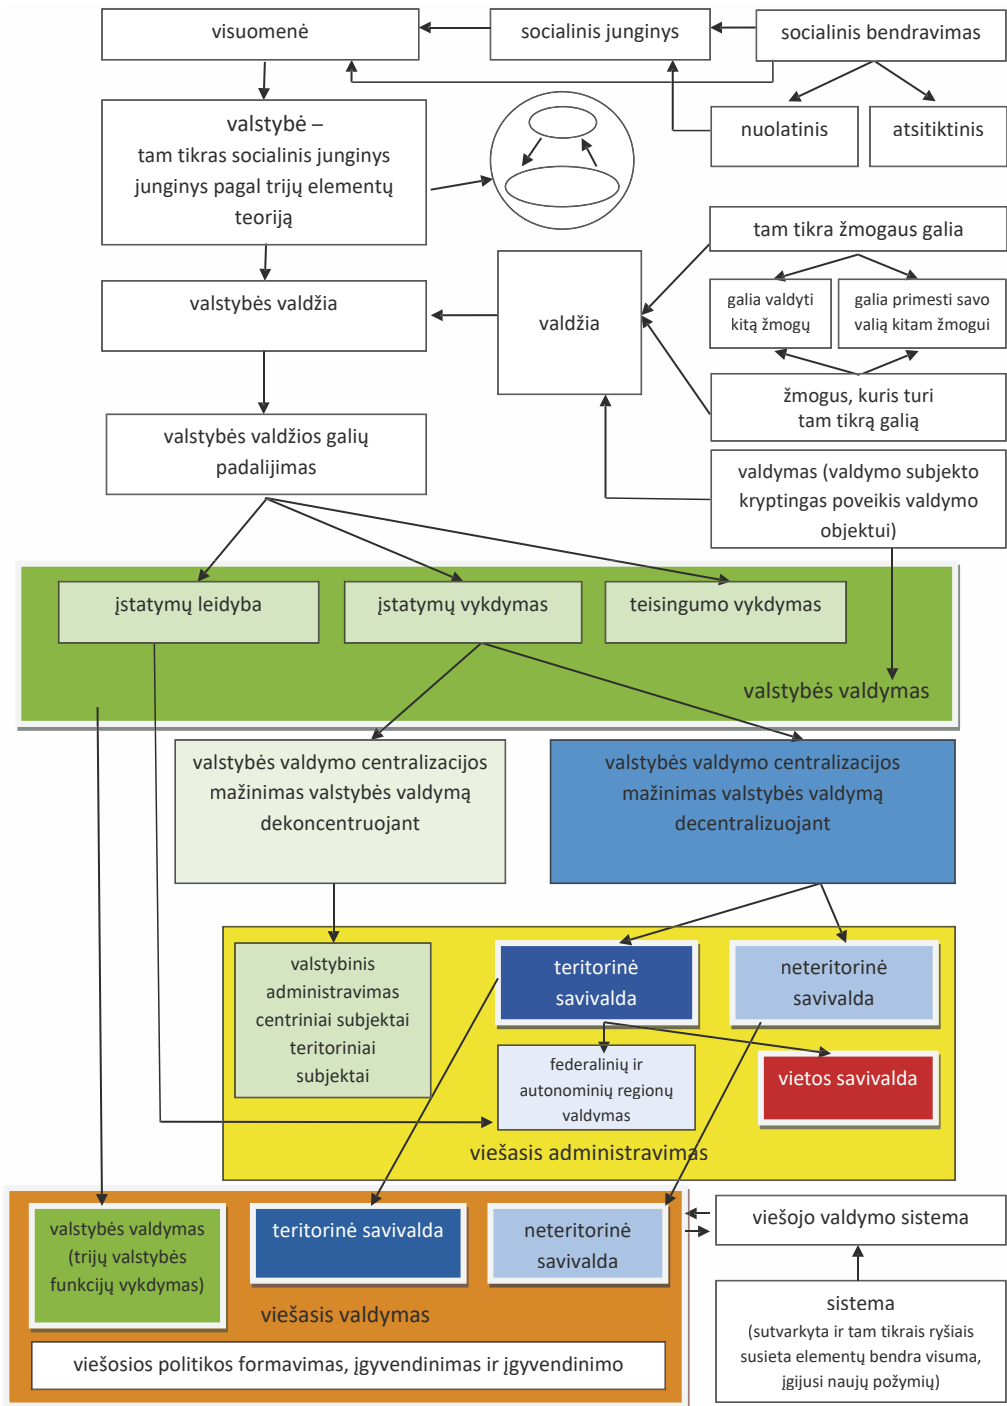 visuomenė
socialinis junginys
socialinis bendravimas
nuolatinis
atsitiktinis
valstybė –
tam tikras socialinis junginys
junginys pagal trijų elementų
teoriją
tam tikra žmogaus galia
galia valdyti
kitą žmogų
galia primesti savo
valią kitam žmogui
valstybės valdžia
valdžia
žmogus, kuris turi
tam tikrą galią
valstybės valdžios galių
padalijimas
valdymas (valdymo subjekto
kryptingas poveikis valdymo
objektui)
įstatymų leidyba
įstatymų vykdymas
teisingumo vykdymas
valstybės valdymas
valstybės valdymo centralizacijos
mažinimas valstybės valdymą
dekoncentruojant
valstybės valdymo centralizacijos
mažinimas valstybės valdymą
decentralizuojant
valstybinis
administravimas
centriniai subjektai
teritoriniai
subjektai
teritorinė
savivalda
neteritorinė
savivalda
federalinių ir
autonominių regionų
valdymas
vietos savivalda
viešasis administravimas
valstybės valdymas
(trijų valstybės
funkcijų vykdymas)
teritorinė savivalda
neteritorinė
savivalda
viešojo valdymo sistema
viešasis valdymas
sistema
(sutvarkyta ir tam tikrais ryšiais
susieta elementų bendra visuma,
įgijusi naujų požymių)
viešosios politikos formavimas, įgyvendinimas ir įgyvendinimo